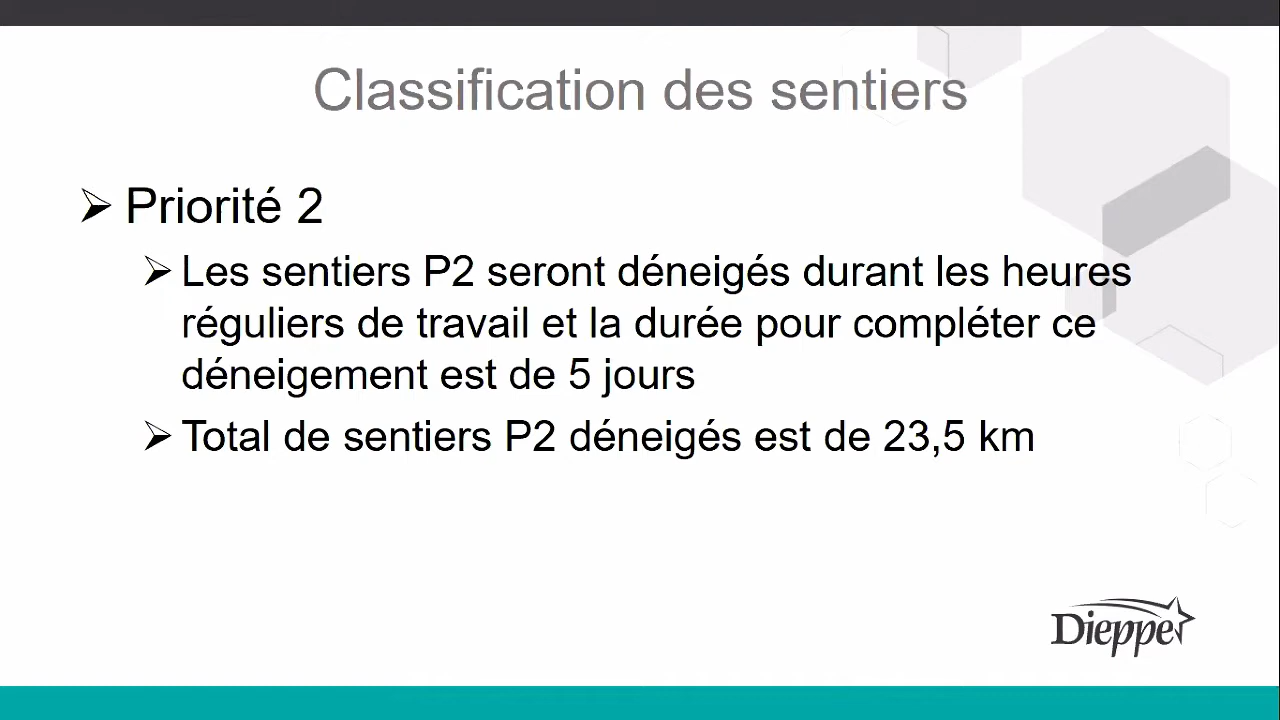 Classification des sentiers
➢ Priorité 2
➢ Les sentiers P2 seront déneigés durant les heures
réguliers de travail et la durée pour compléter ce
déneigement est de 5 jours
➢ Total de sentiers P2 déneigés est de 23,5 km
Dieppe